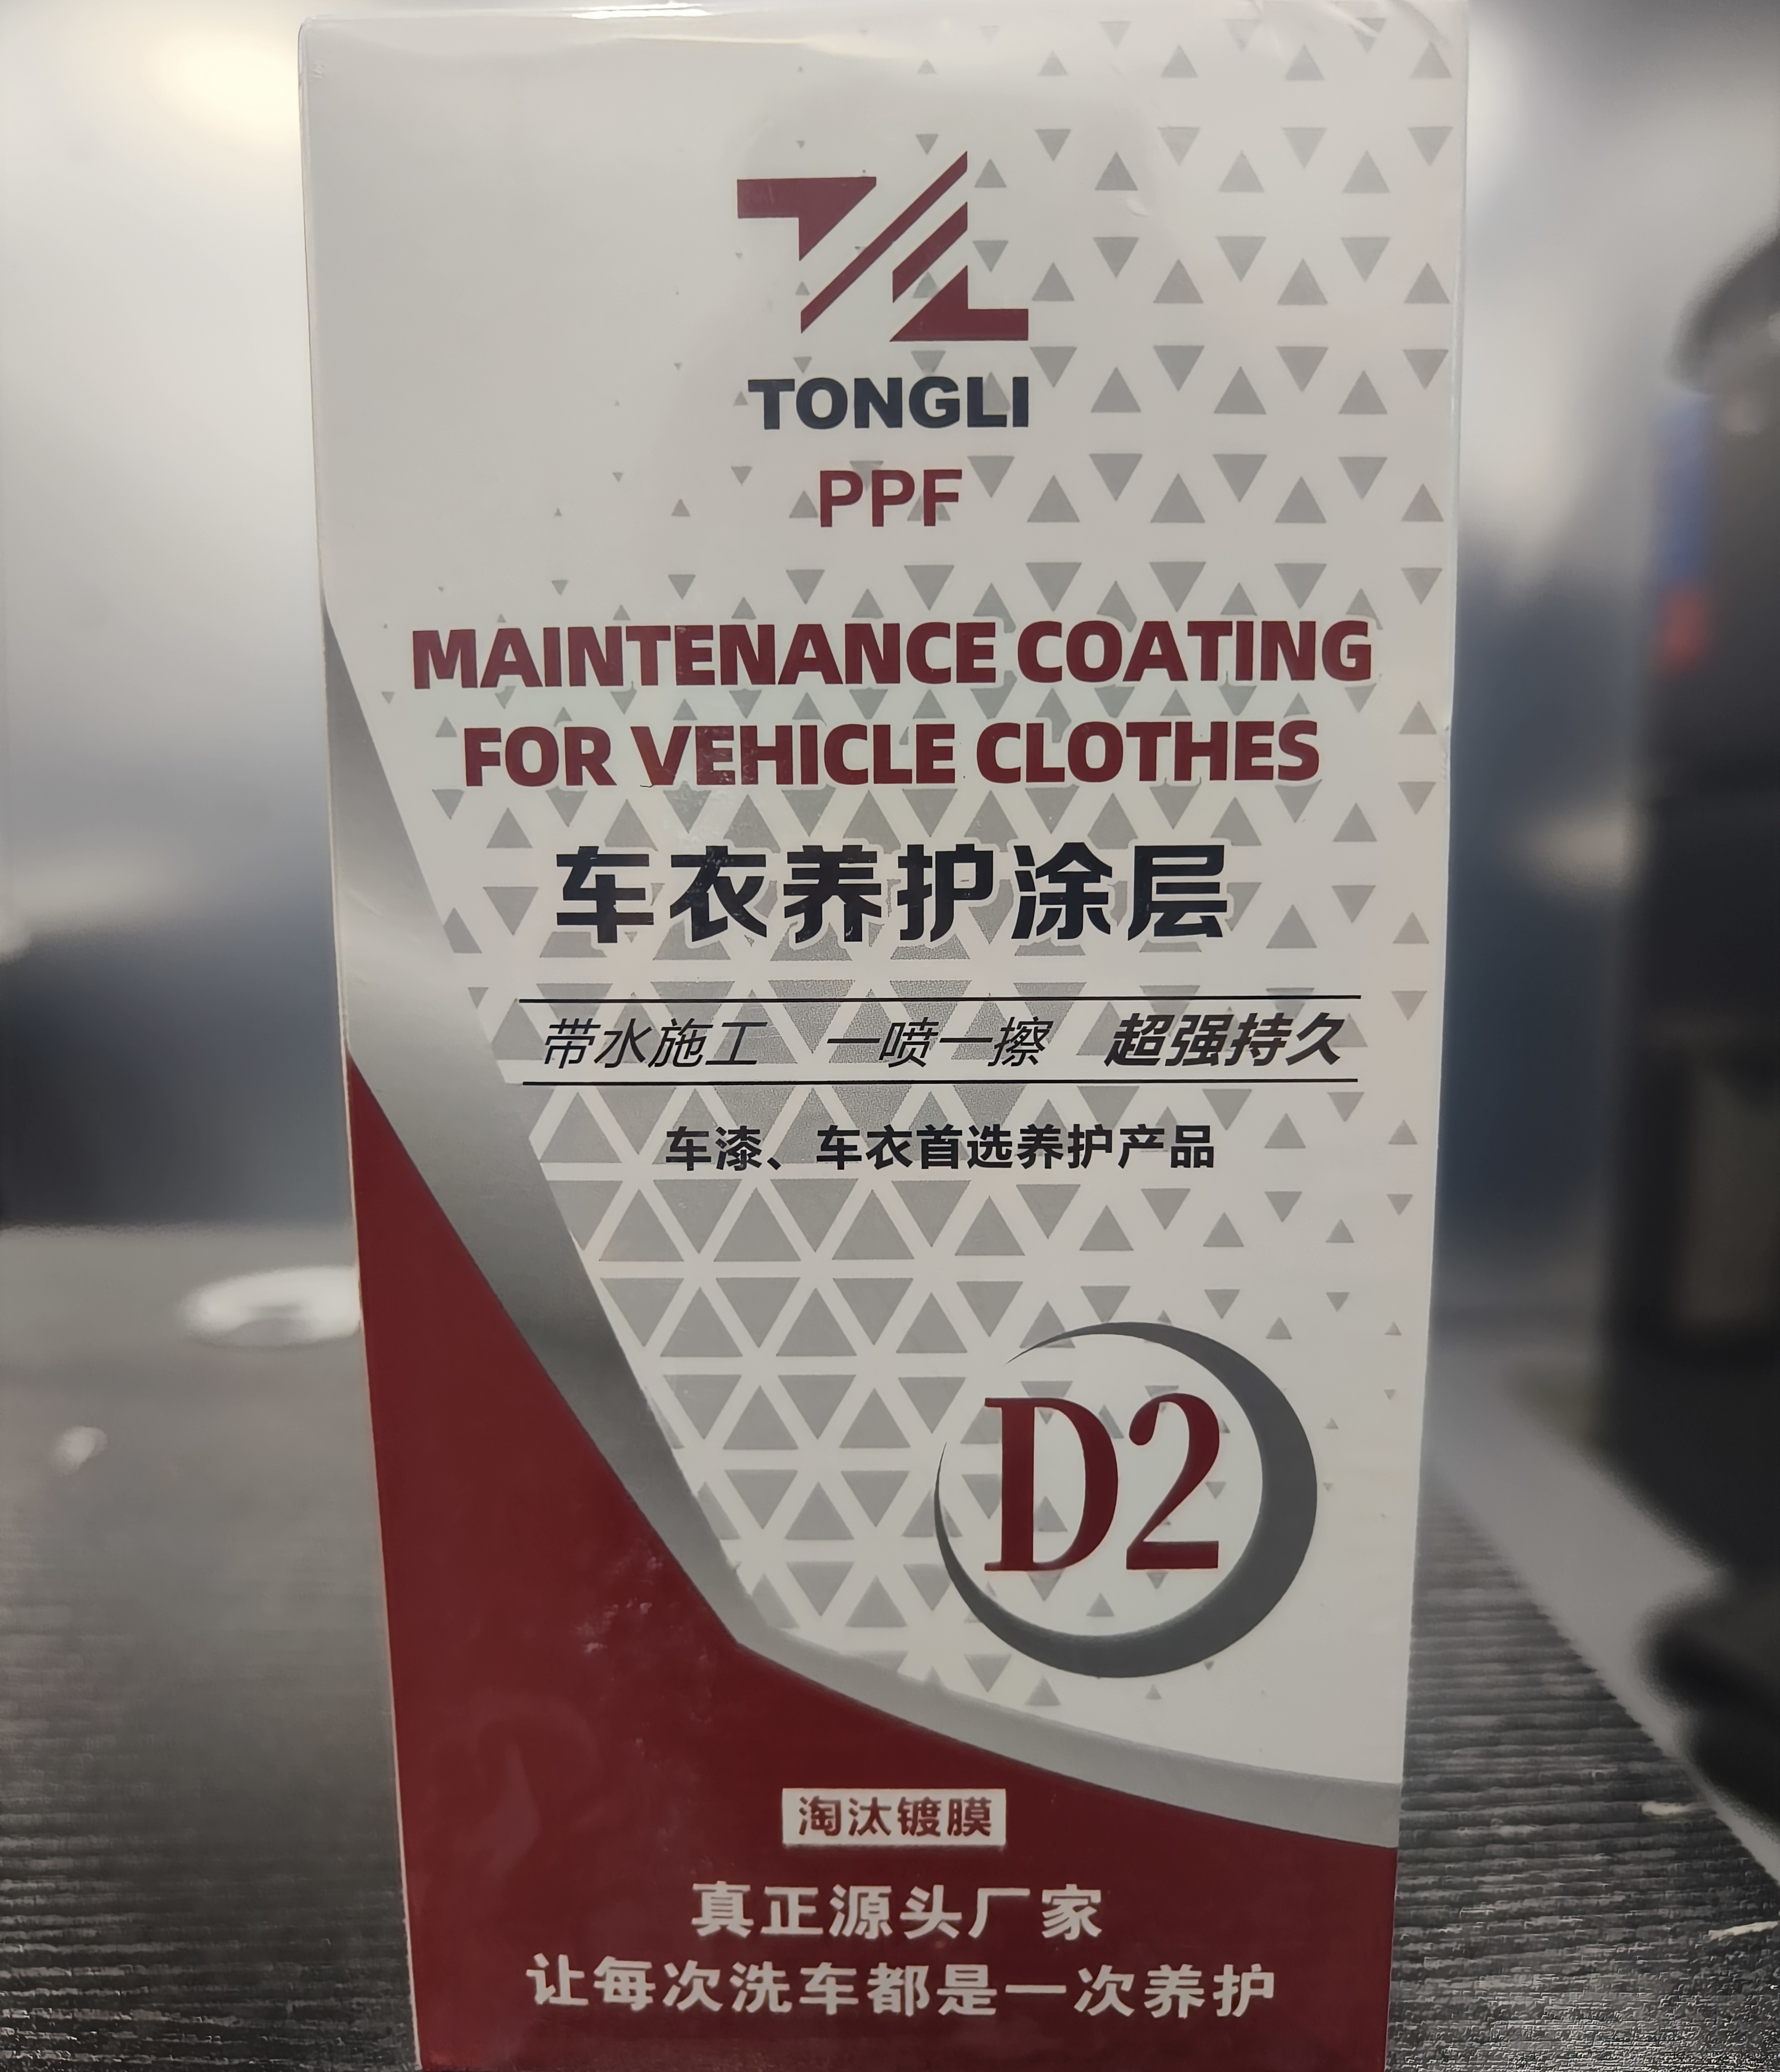 TL
TONGLI
PPF
MAINTENANCE COATING
FOR VEHICLE CLOTHES
车衣养护涂层
带水施工 一喷一擦 超强持久
车漆、车衣首选养护产品
D2
淘汰镀膜
真正源头厂家
让每次洗车都是一次养护